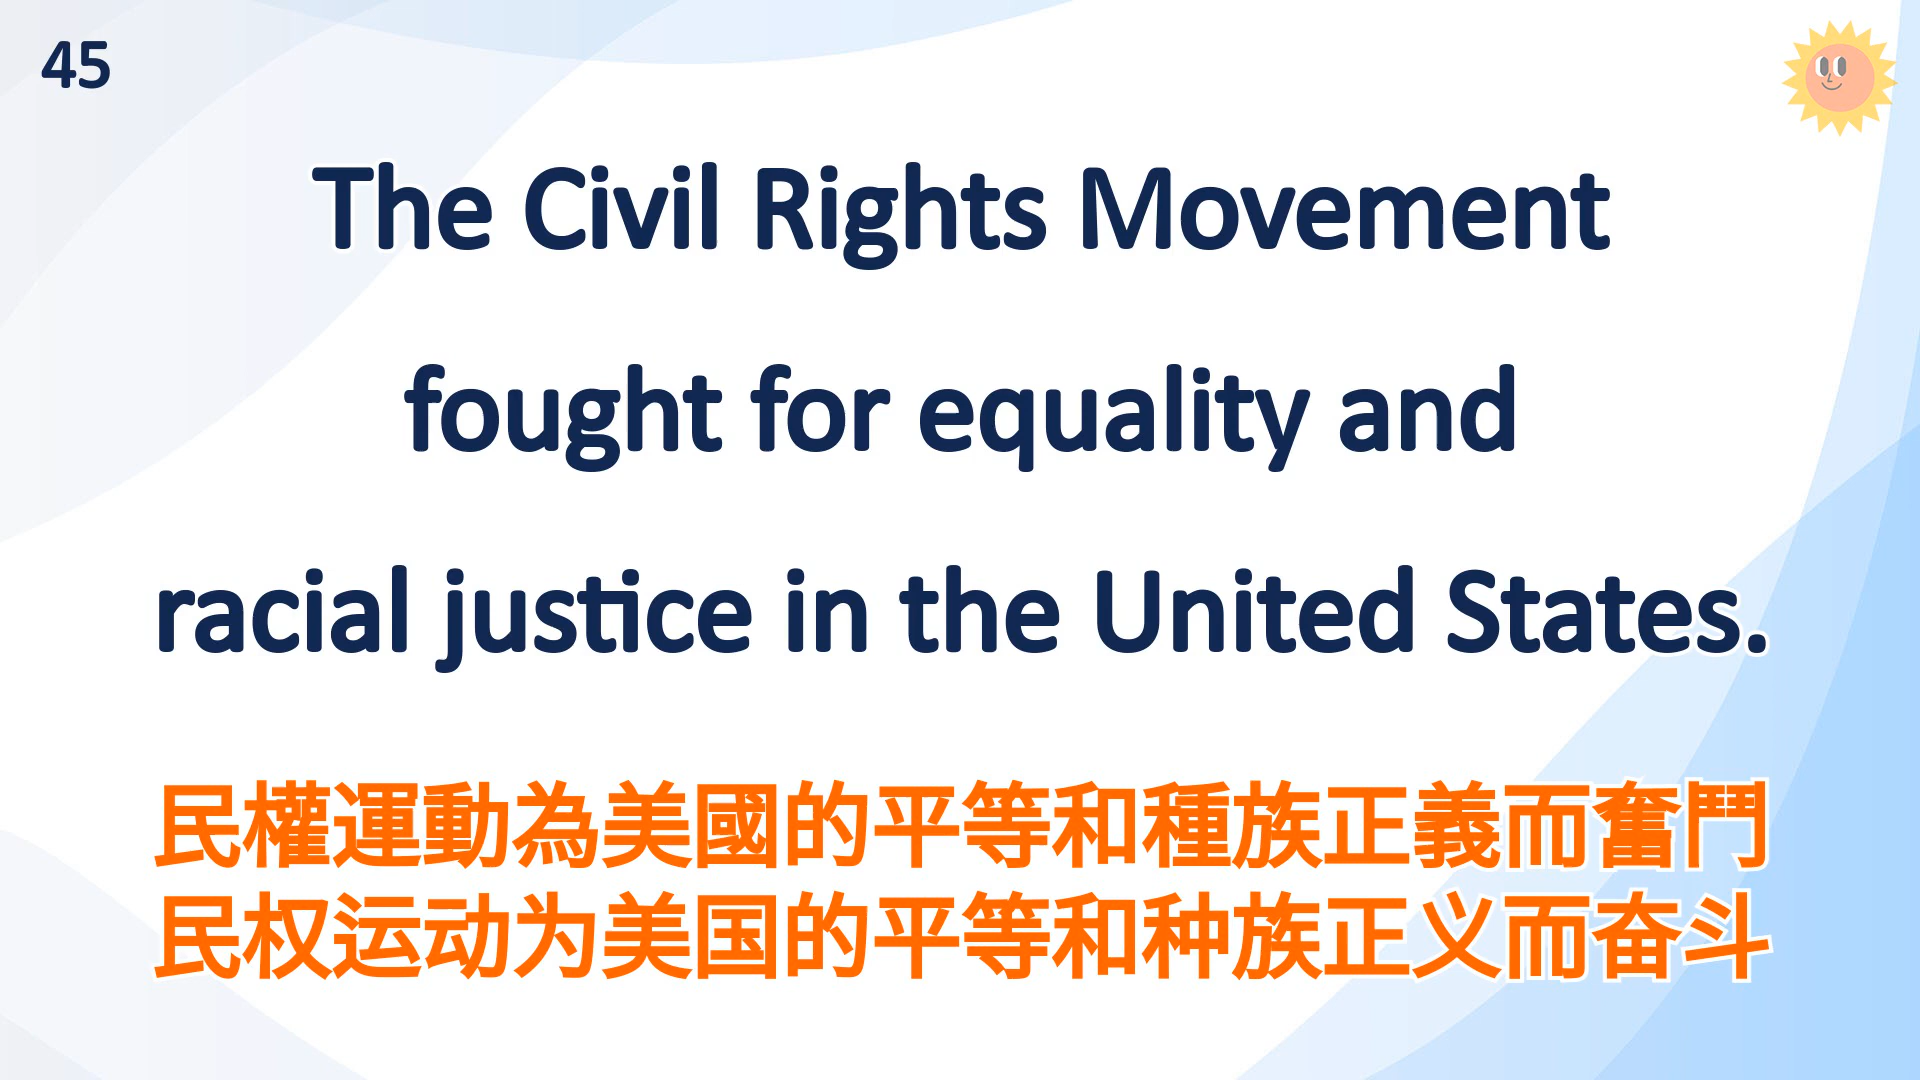 45
The Civil Rights Movement
fought for equality and
racial justice in the United States.
民權運動為美國的平等和種族正義而奮鬥
民权运动为美国的平等和种族正义而奋斗